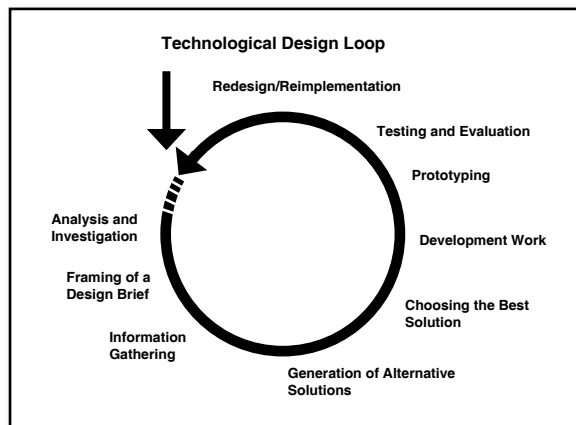 Technological Design Loop
Redesign/Reimplementation
Testing and Evaluation
Prototyping
Development Work
Choosing the Best
Solution
Generation of Alternative
Solutions
Information
Gathering
Framing of a
Design Brief
Analysis and
Investigation